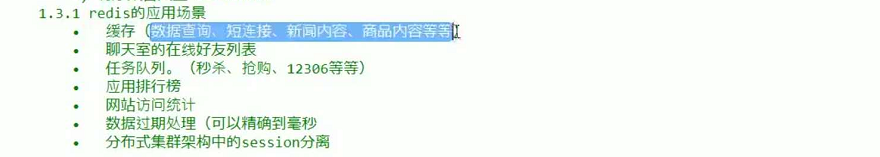 1.3.1 redis的应用场景
• 缓存（数据查询、短连接、新闻内容、商品内容等等
• 聊天室的在线好友列表
• 任务队列。（秒杀、抢购、12306等等）
• 应用排行榜
• 网站访问统计
• 数据过期处理（可以精确到毫秒
• 分布式集群架构中的session分离